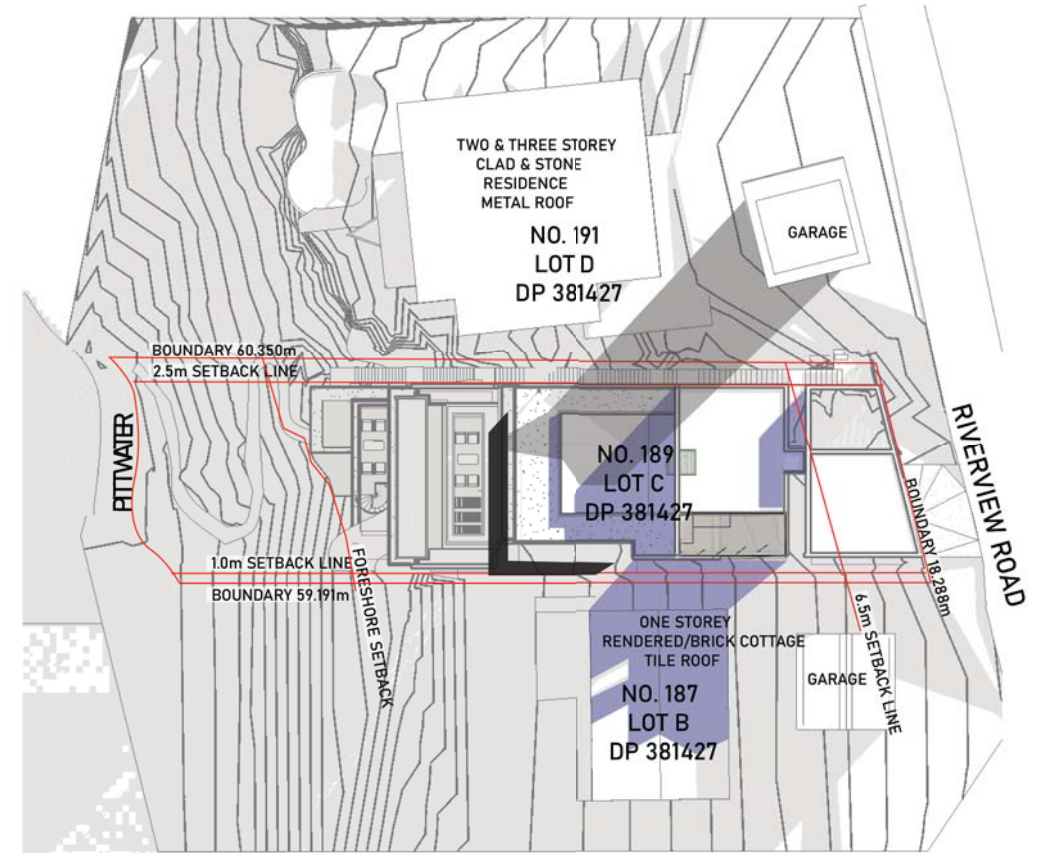 TWO & THREE STOREY
CLAD & STONE
RESIDENCE
METAL ROOF
NO. 191
LOT D
DP 381427
GARAGE
BOUNDARY 60.350m
2.5m SETBACK LINE
PITTWATER
NO. 189
LOT C
DP 381427
RIVERVIEW ROAD
BOUNDARY 18.288m
1.0m SETBACK LINE
BOUNDARY 59.191m
FORESHORE SETBACK
6.5m SETBACK LINE
ONE STOREY
RENDERED/BRICK COTTAGE
TILE ROOF
NO. 187
LOT B
DP 381427
GARAGE